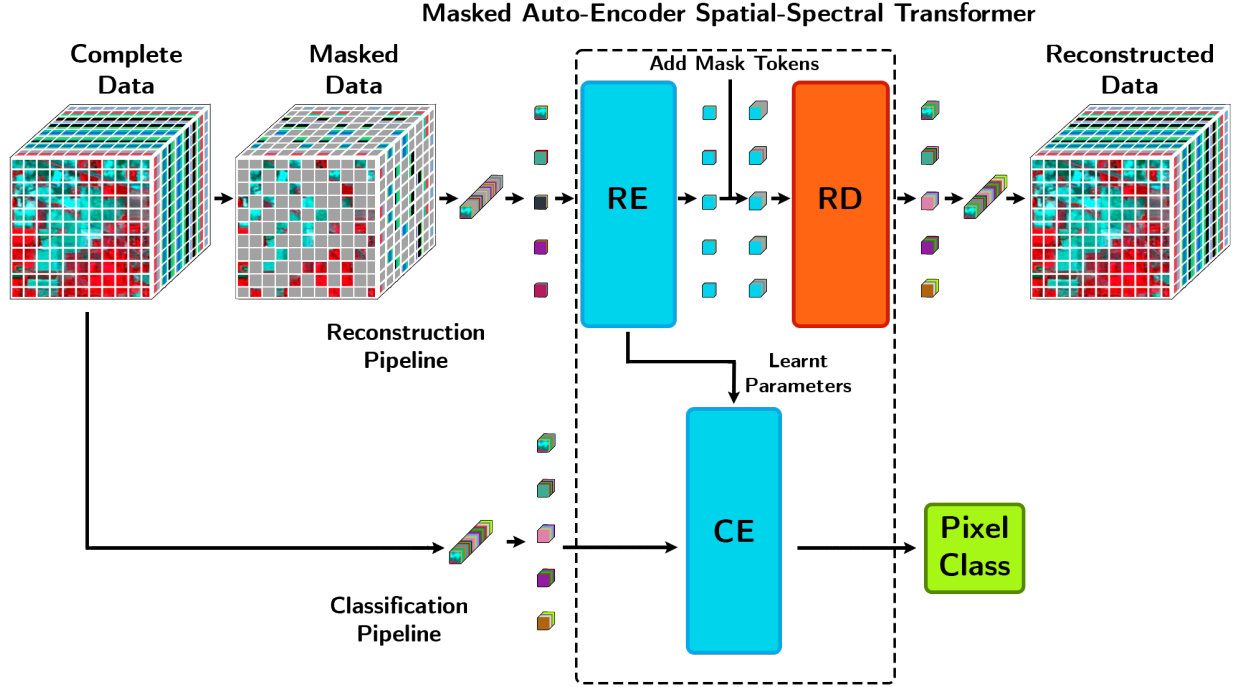 Masked Auto-Encoder Spatial-Spectral Transformer
Complete
Data
Masked
Data
Add Mask Tokens
Reconstructed
Data
RE
RD
Reconstruction
Pipeline
Learnt
Parameters
CE
Pixel
Class
Classification
Pipeline